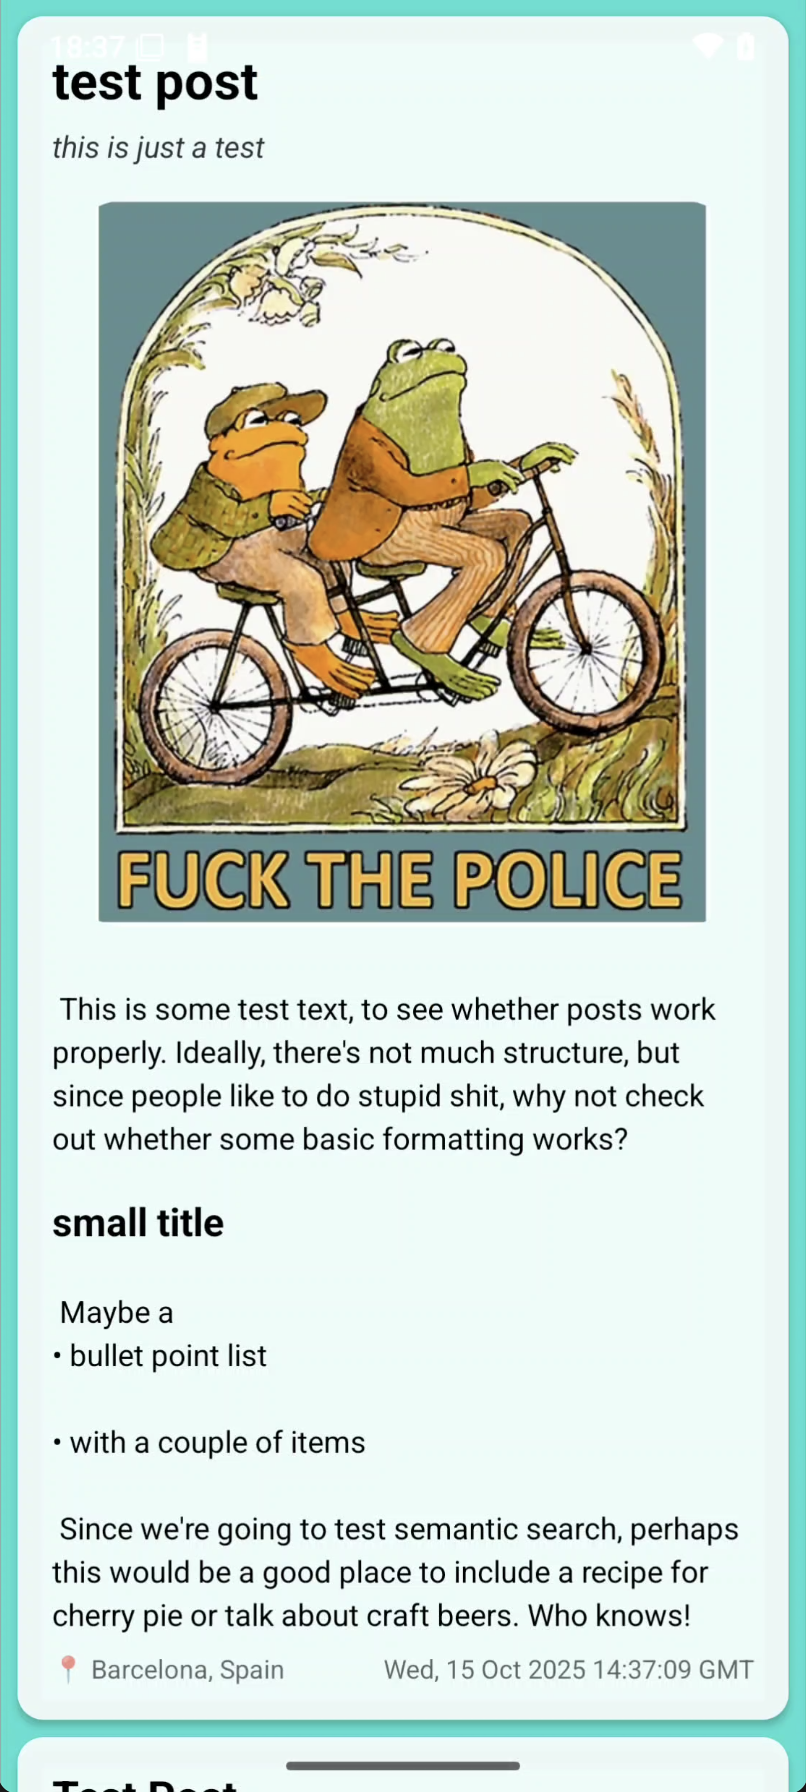 18:37
test post
this is just a test
FUCK THE POLICE
This is some test text, to see whether posts work
properly. Ideally, there's not much structure, but
since people like to do stupid shit, why not check
out whether some basic formatting works?
small title
Maybe a
• bullet point list
• with a couple of items
Since we're going to test semantic search, perhaps
this would be a good place to include a recipe for
cherry pie or talk about craft beers. Who knows!
📍 Barcelona, Spain
Wed, 15 Oct 2025 14:37:09 GMT
Test Post